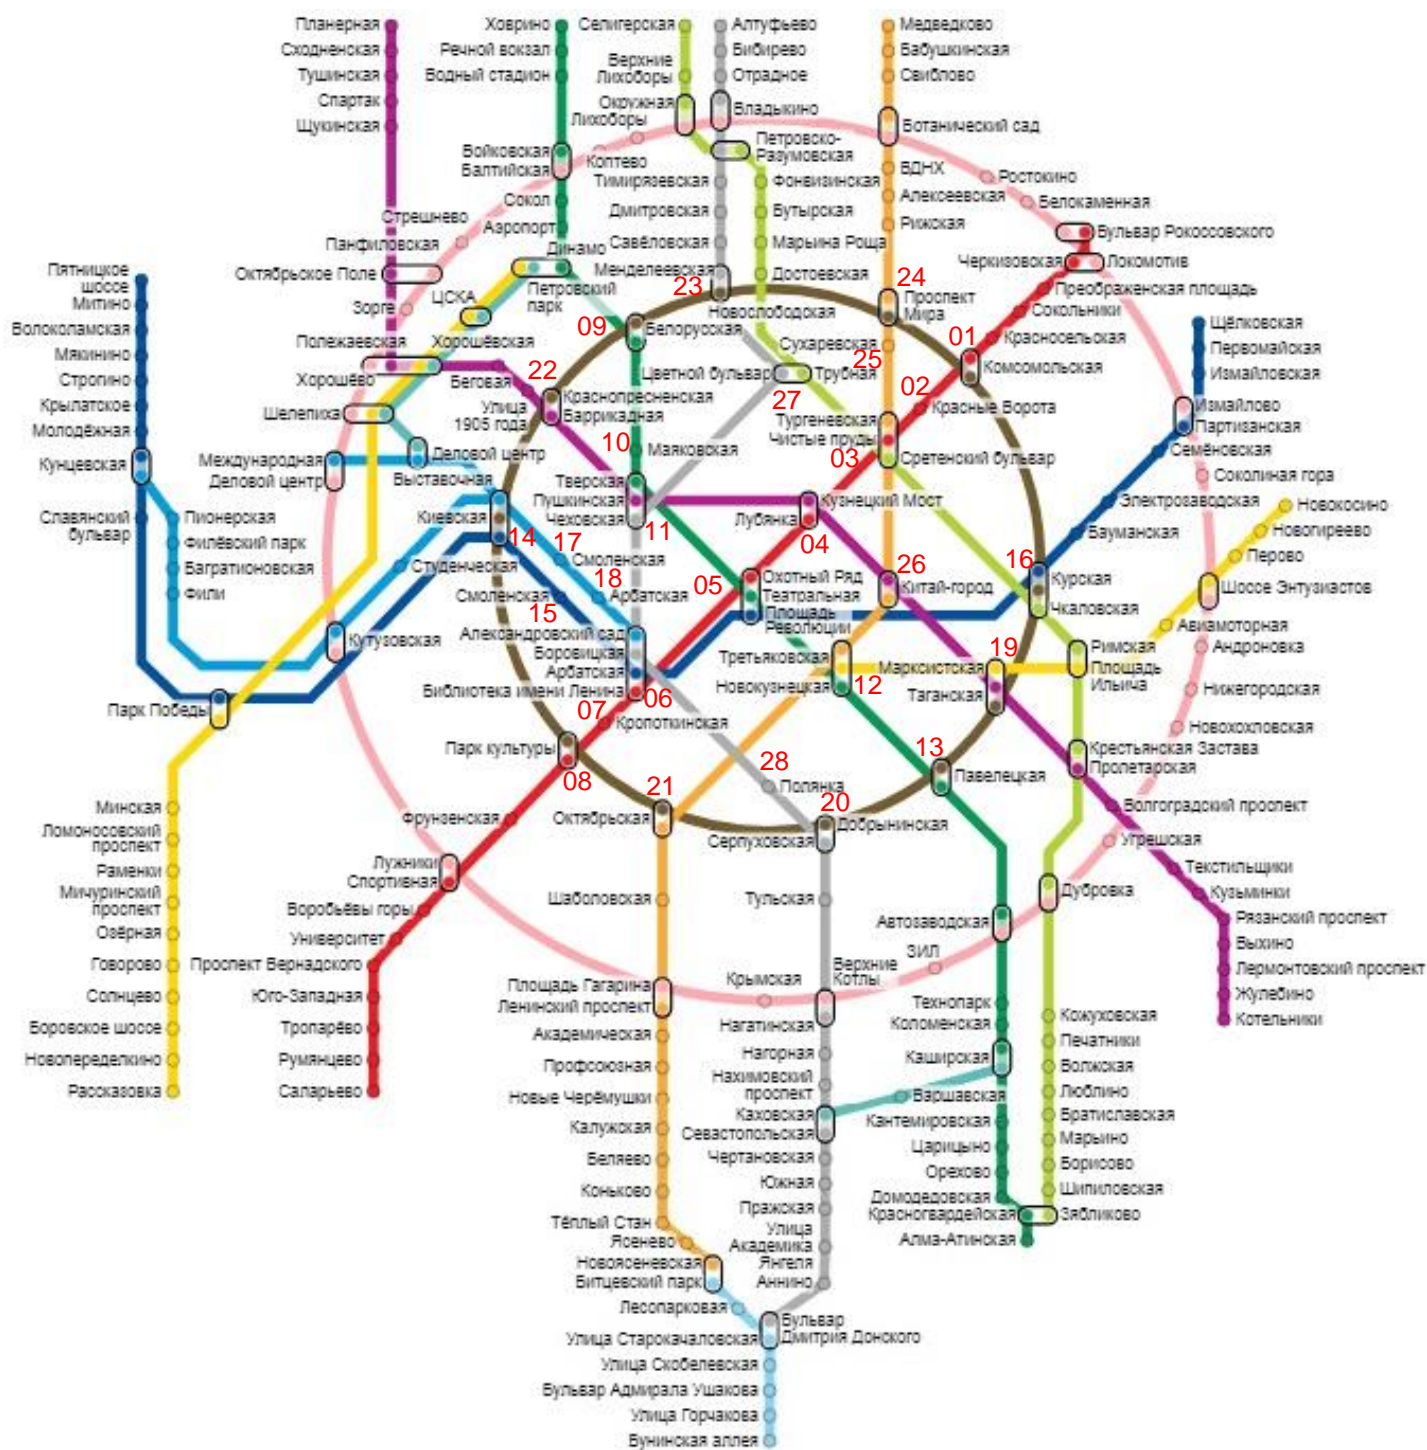 Планерная
Сходненская
Тушинская
Спартак
Щукинская
Ховрино
Речной вокзал
Водный стадион
Войковская
Балтийская
Сокол
Аэропорт
Селигерская
Верхние
Лихоборы
Окружная
Лихоборы
Коптево
Алтуфьево
Бибирево
Отрадное
Владыкино
Петровско-
Разумовская
Тимирязевская
Дмитровская
Савёловская
Менделеевская
23
Новослободская
Фонвизинская
Бутырская
Марьина Роща
Достоевская
Медведково
Бабушкинская
Свиблово
Ботанический сад
ВДНХ
Алексеевская
Рижская
24
Проспект
Мира
Сухаревская
25
Ростокино
Белокаменная
Бульвар Рокоссовского
Черкизовская
Локомотив
Преображенская площадь
Сокольники
Красносельская
01
Комсомольская
02
Красные Ворота
Стрешнево
Панфиловская
Октябрьское Поле
Зорге
Динамо
Петровский
парк
ЦСКА
Полежаевская
Хорошёвская
Хорошёво
Беговая
Улица
1905 года
22
Краснопресненская
Баррикадная
09
Белорусская
10
Маяковская
Цветной бульвар
Трубная
27
Тургеневская
Чистые пруды
03
Сретенский бульвар
Пятницкое
шоссе
Митино
Волоколамская
Мякинино
Строгино
Крылатское
Молодёжная
Кунцевская
Славянский
бульвар
Пионерская
Филёвский парк
Багратионовская
Фили
Шелепиха
Международная
Деловой центр
Деловой центр
Выставочная
Киевская
14
Студенческая
Кутузовская
Парк Победы
Тверская
Пушкинская
Чеховская
11
Кузнецкий Мост
Лубянка
04
17
Смоленская
18
Арбатская
Смоленская
15
05
Охотный Ряд
Театральная
Площадь
Революции
26
Китай-город
Александровский сад
Боровицкая
Арбатская
Библиотека имени Ленина
06
07
Кропоткинская
Парк культуры
08
Третьяковская
Новокузнецкая
12
19
Марксистская
Таганская
16
Курская
Чкаловская
Римская
Площадь
Ильича
Крестьянская Застава
Пролетарская
Щёлковская
Первомайская
Измайловская
Измайлово
Партизанская
Семёновская
Соколиная гора
Электрозаводская
Бауманская
Новокосино
Новогиреево
Перово
Шоссе Энтузиастов
Авиамоторная
Андроновка
Нижегородская
Новохохловская
13
Павелецкая
28
Полянка
20
Добрынинская
Серпуховская
21
Октябрьская
Фрунзенская
Лужники
Спортивная
Воробьёвы горы
Университет
Проспект Вернадского
Юго-Западная
Тропарёво
Румянцево
Саларьево
Минская
Ломоносовский
проспект
Раменки
Мичуринский
проспект
Озёрная
Говорово
Солнцево
Боровское шоссе
Новопеределкино
Рассказовка
Шаболовская
Площадь Гагарина
Ленинский проспект
Академическая
Профсоюзная
Новые Черёмушки
Калужская
Беляево
Коньково
Тёплый Стан
Ясенево
Новоясеневская
Битцевский парк
Лесопарковая
Улица Старокачаловская
Улица Скобелевская
Бульвар Адмирала Ушакова
Улица Горчакова
Бунинская аллея
Тульская
Крымская
Верхние
Котлы
Нагатинская
Нагорная
Нахимовский
проспект
Каховская
Севастопольская
Чертановская
Южная
Пражская
Улица
Академика
Янгеля
Аннино
Бульвар
Дмитрия Донского
Автозаводская
ЗИЛ
Технопарк
Коломенская
Каширская
Варшавская
Кантемировская
Царицыно
Орехово
Домодедовская
Красногвардейская
Алма-Атинская
Волгоградский проспект
Угрешская
Текстильщики
Кузьминки
Рязанский проспект
Выхино
Лермонтовский проспект
Жулебино
Котельники
Дубровка
Кожуховская
Печатники
Волжская
Люблино
Братиславская
Марьино
Борисово
Шипиловская
Зябликово